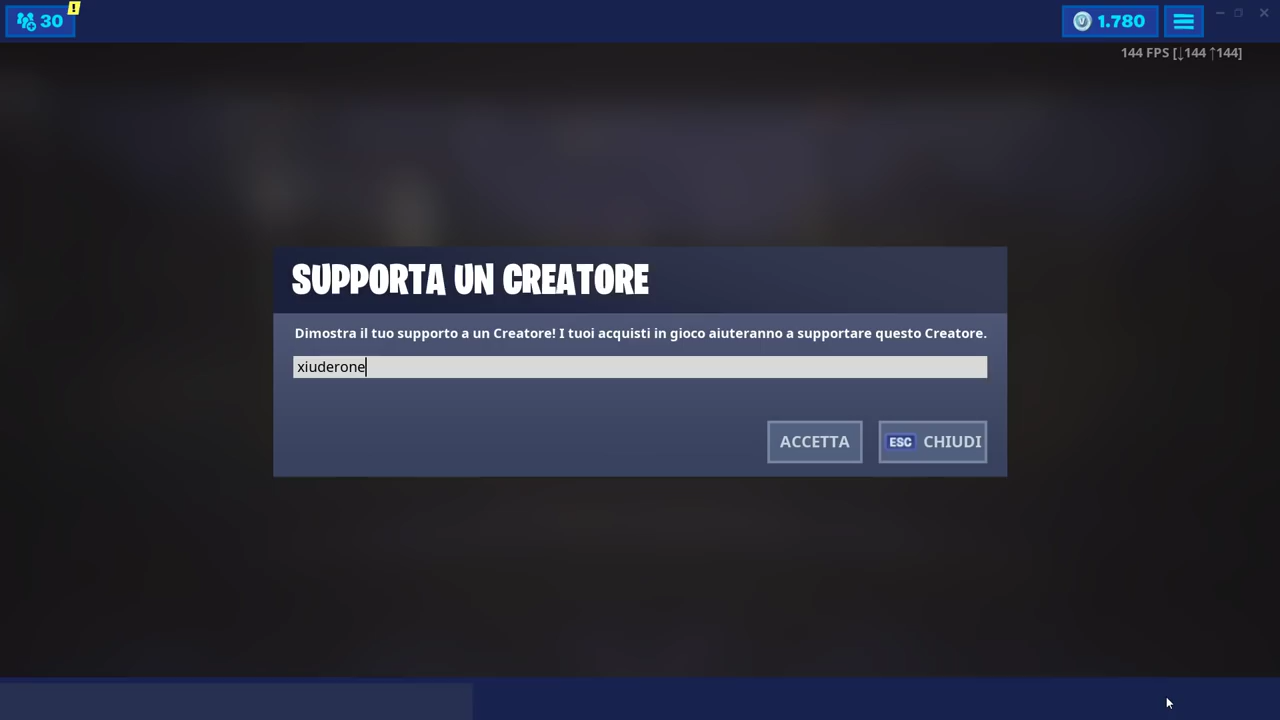 30
!
1.780
144 FPS [↓144 ↑144]
SUPPORTA UN CREATORE
Dimostra il tuo supporto a un Creatore! I tuoi acquisti in gioco aiuteranno a supportare questo Creatore.
xiuderone
ACCETTA
ESC CHIUDI